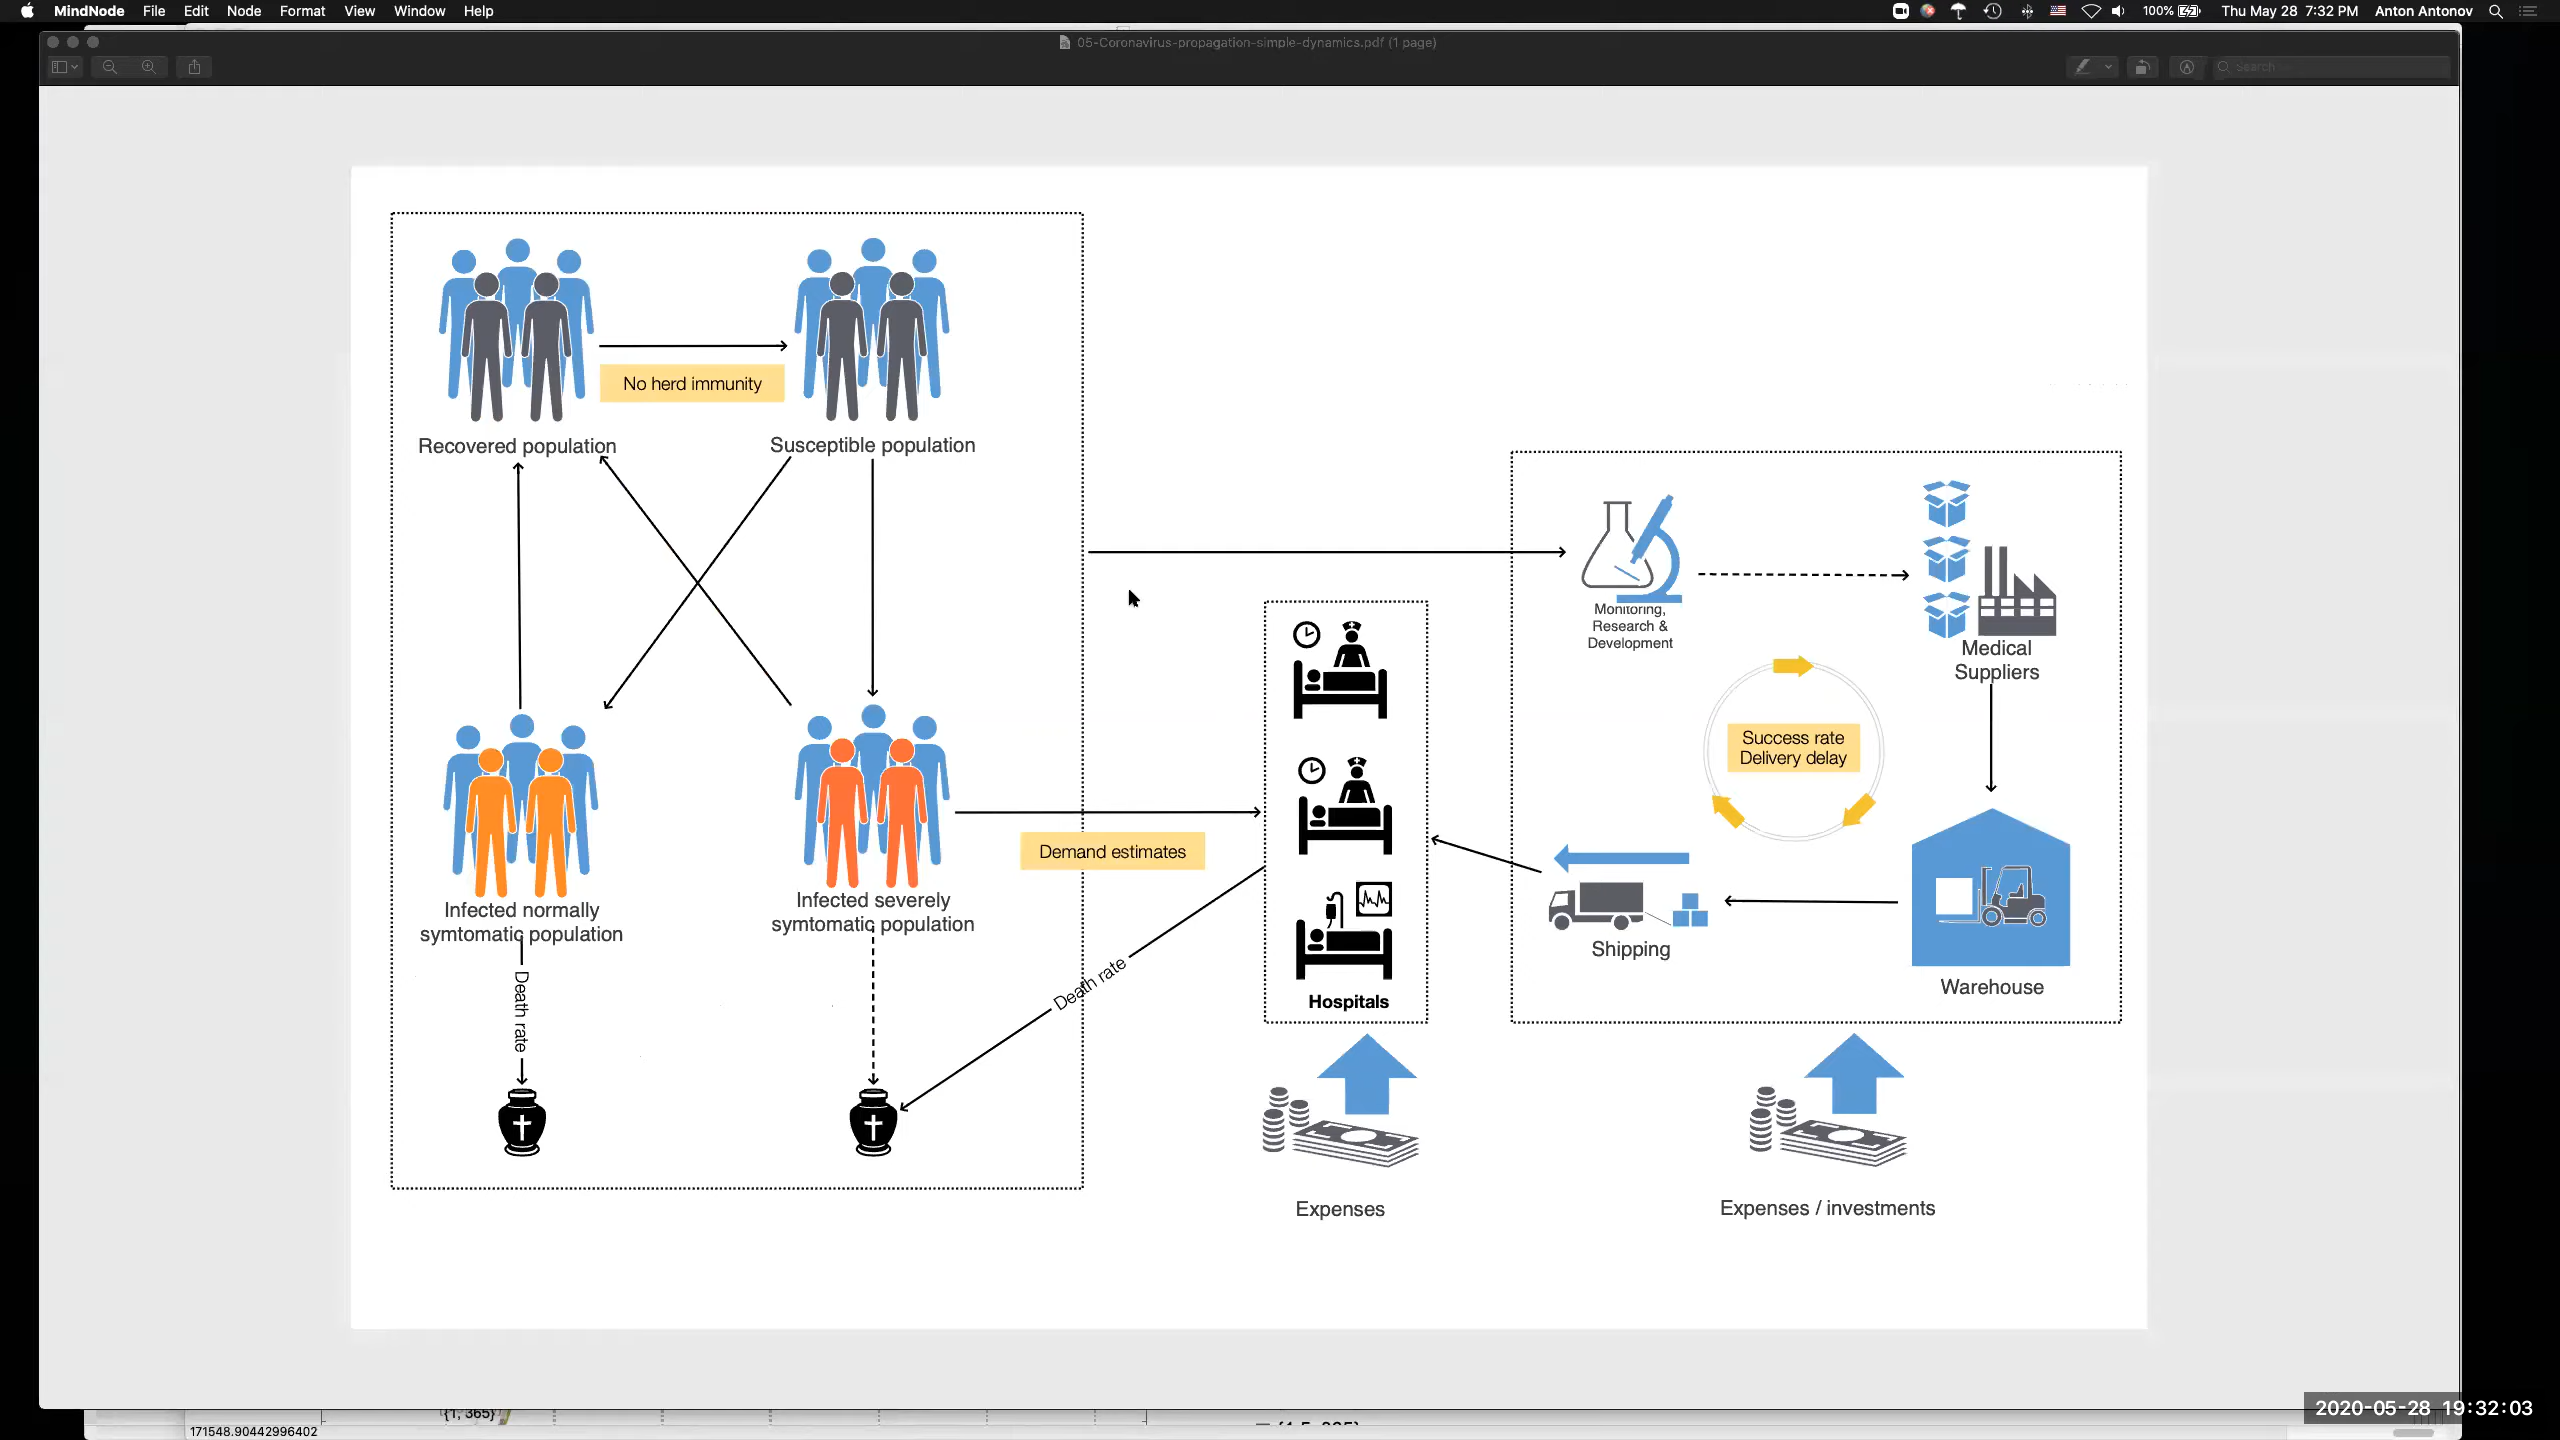 MindNode File Edit Node Format View Window Help
100% Thu May 28 7:32 PM Anton Antonov
05-Coronavirus-propagation-simple-dynamics.pdf (1 page)
Search
No herd immunity
Recovered population
Susceptible population
Monitoring,
Research &
Development
Medical
Suppliers
Success rate
Delivery delay
Demand estimates
Infected normally
symtomatic population
Infected severely
symtomatic population
Shipping
Warehouse
Death rate
Death rate
Hospitals
Expenses
Expenses / investments
{1, 365}
171548.90442996402
2020-05-28 19:32:03